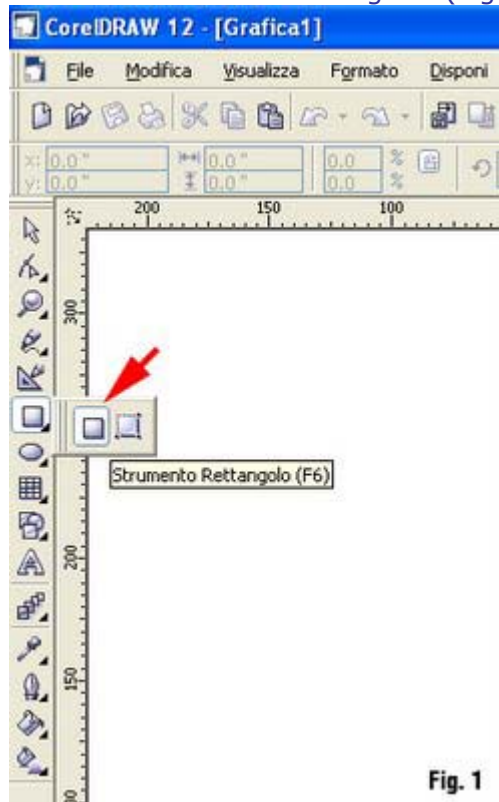 CorelDRAW 12 - [Grafica1]
File Modifica Visualizza Formato Disponi
x: 0.0" 0.0" 0.0 %
y: 0.0" 0.0" 0.0 %
200 150 100
300
Strumento Rettangolo (F6)
200
150
Fig. 1